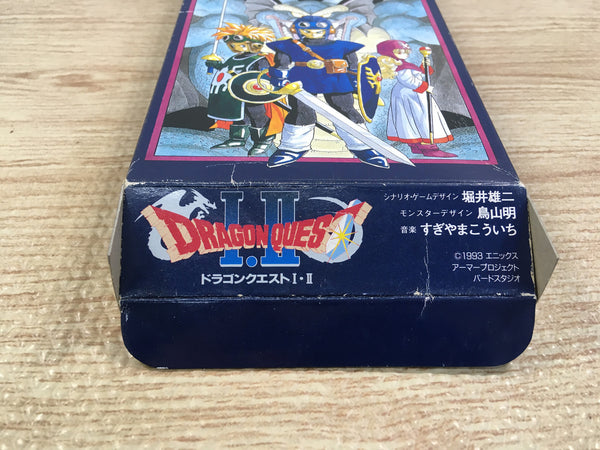 I・II
DRAGON QUEST
ドラゴンクエストI・II
シナリオ・ゲームデザイン 堀井雄二
モンスターデザイン 鳥山明
音楽 すぎやまこういち
©1993 エニックス
アーマープロジェクト
バードスタジオ